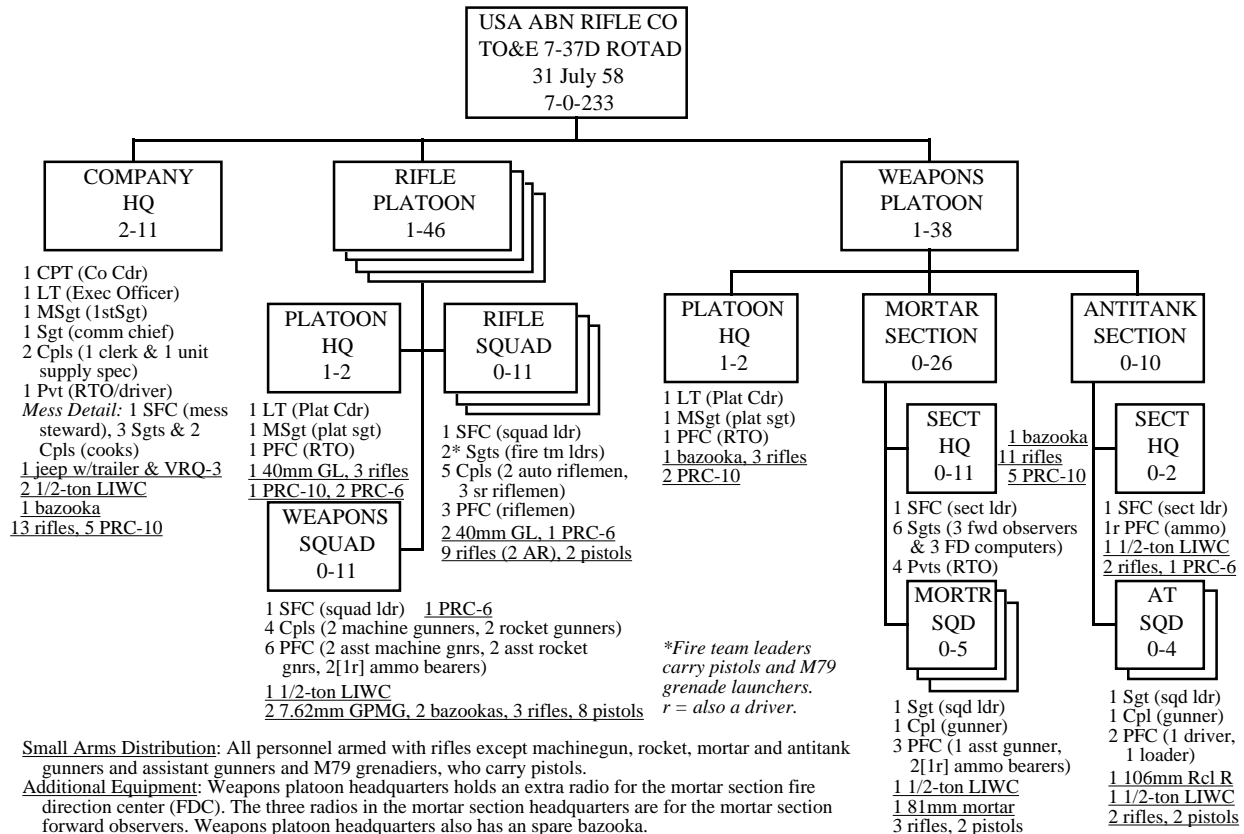 USA ABN RIFLE CO
TO&E 7-37D ROTAD
31 July 58
7-0-233
COMPANY
HQ
2-11
1 CPT (Co Cdr)
1 LT (Exec Officer)
1 MSgt (1stSgt)
1 Sgt (comm chief)
2 Cpls (1 clerk & 1 unit
supply spec)
1 Pvt (RTO/driver)
Mess Detail: 1 SFC (mess
steward), 3 Sgts & 2
Cpls (cooks)
1 jeep w/trailer & VRQ-3
2 1/2-ton LIWC
1 bazooka
13 rifles, 5 PRC-10
RIFLE
PLATOON
1-46
PLATOON
HQ
1-2
1 LT (Plat Cdr)
1 MSgt (plat sgt)
1 PFC (RTO)
1 40mm GL, 3 rifles
1 PRC-10, 2 PRC-6
RIFLE
SQUAD
0-11
1 SFC (squad ldr)
2* Sgts (fire tm ldrs)
5 Cpls (2 auto riflemen,
3 sr riflemen)
3 PFC (riflemen)
2 40mm GL, 1 PRC-6
9 rifles (2 AR), 2 pistols
WEAPONS
SQUAD
0-11
1 SFC (squad ldr) 1 PRC-6
4 Cpls (2 machine gunners, 2 rocket gunners)
6 PFC (2 asst machine gnrs, 2 asst rocket
gnrs, 2[1r] ammo bearers)
1 1/2-ton LIWC
2 7.62mm GPMG, 2 bazookas, 3 rifles, 8 pistols
WEAPONS
PLATOON
1-38
PLATOON
HQ
1-2
1 LT (Plat Cdr)
1 MSgt (plat sgt)
1 PFC (RTO)
1 bazooka, 3 rifles
2 PRC-10
MORTAR
SECTION
0-26
SECT
HQ
0-11
1 bazooka
11 rifles
5 PRC-10
1 SFC (sect ldr)
6 Sgts (3 fwd observers
& 3 FD computers)
4 Pvts (RTO)
MORTR
SQD
0-5
1 Sgt (sqd ldr)
1 Cpl (gunner)
3 PFC (1 asst gunner,
2[1r] ammo bearers)
1 1/2-ton LIWC
1 81mm mortar
3 rifles, 2 pistols
ANTITANK
SECTION
0-10
SECT
HQ
0-2
1 SFC (sect ldr)
1r PFC (ammo)
1 1/2-ton LIWC
2 rifles, 1 PRC-6
AT
SQD
0-4
1 Sgt (sqd ldr)
1 Cpl (gunner)
2 PFC (1 driver,
1 loader)
1 106mm Rcl R
1 1/2-ton LIWC
2 rifles, 2 pistols
*Fire team leaders
carry pistols and M79
grenade launchers.
r = also a driver.
Small Arms Distribution: All personnel armed with rifles except machinegun, rocket, mortar and antitank
gunners and assistant gunners and M79 grenadiers, who carry pistols.
Additional Equipment: Weapons platoon headquarters holds an extra radio for the mortar section fire
direction center (FDC). The three radios in the mortar section headquarters are for the mortar section
forward observers. Weapons platoon headquarters also has an spare bazooka.